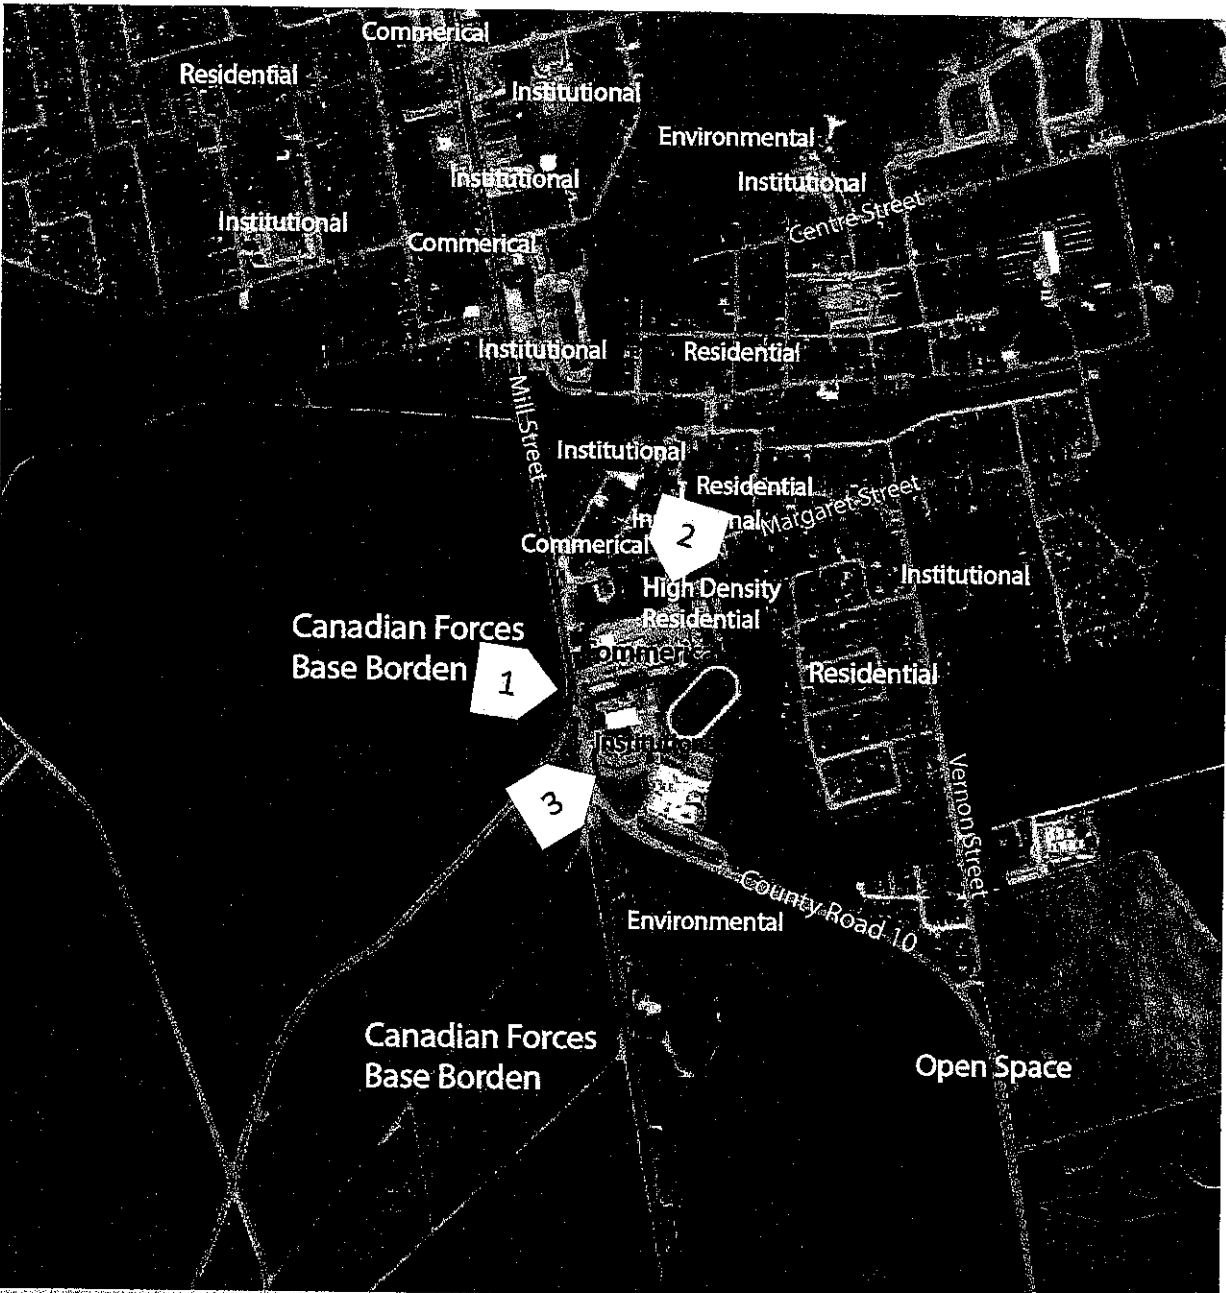 Commerical
Residential
Institutional
Environmental
Institutional
Institutional
Institutional
Centre Street
Commerical
Institutional
Residential
Mill Street
Institutional
Residential
Margaret Street
2
Commerical
Institutional
High Density
Residential
Canadian Forces
Base Borden
1
Residential
3
Vernon Street
County Road 10
Environmental
Canadian Forces
Base Borden
Open Space